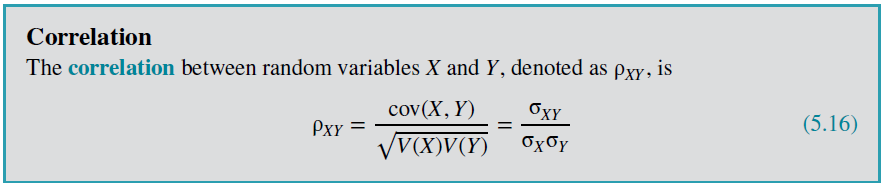 Correlation
The correlation between random variables X and Y, denoted as ρXY, is
ρXY = cov(X, Y) / √V(X)V(Y) = σXY / σXσY (5.16)